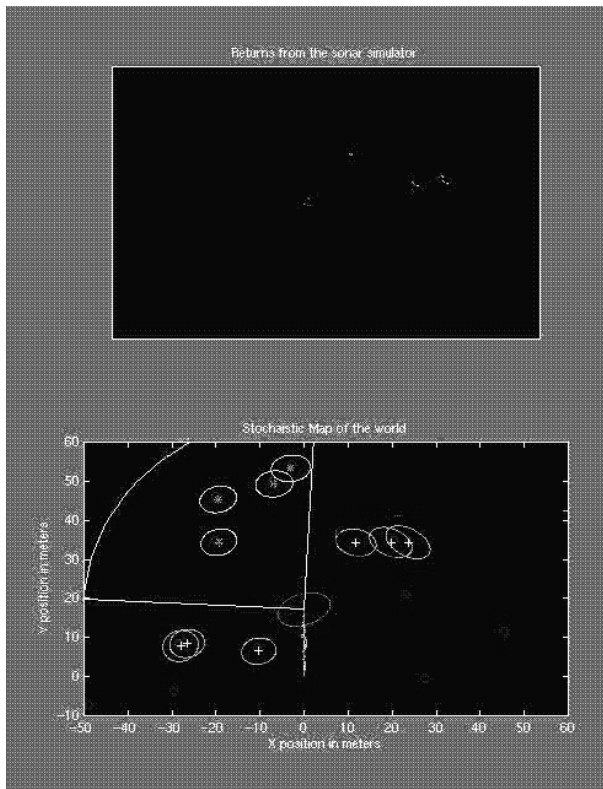 Returns from the sonar simulator
Stochaistic Map of the world
60
50
40
30
20
10
0
-10
Y position in meters
-50 -40 -30 -20 -10 0 10 20 30 40 50 60
X position in meters